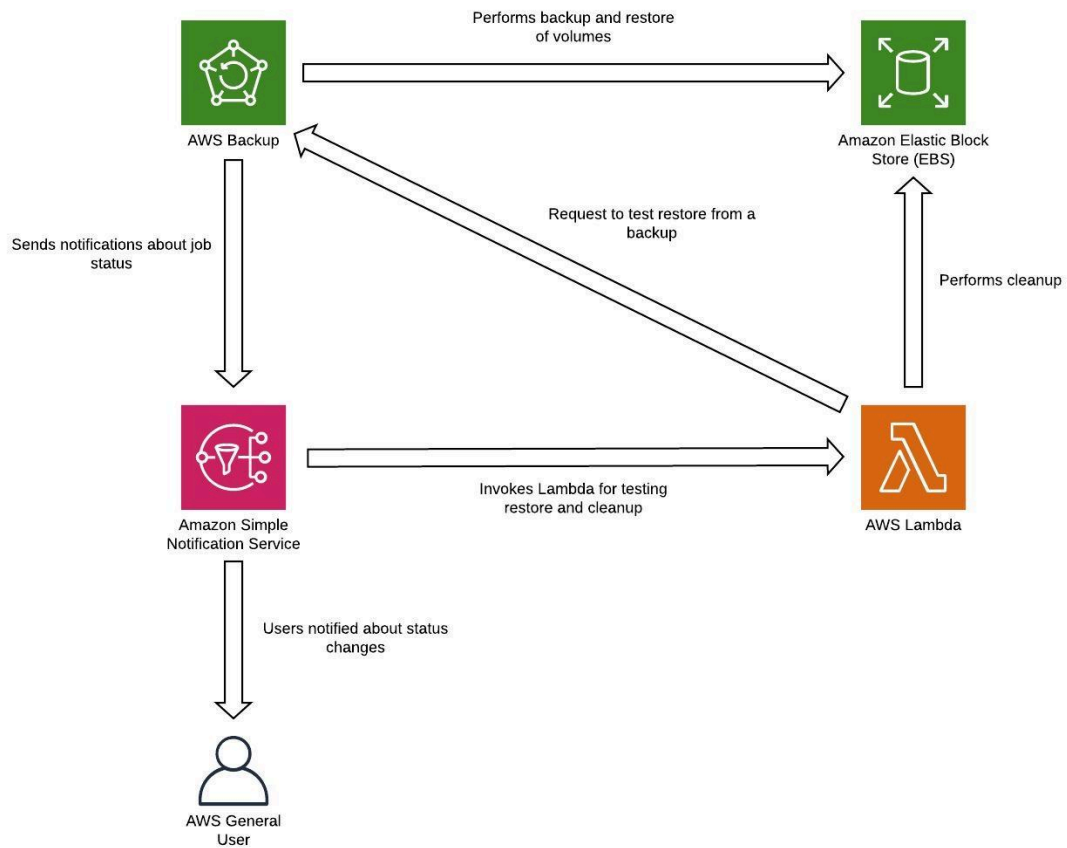 Performs backup and restore
of volumes
AWS Backup
Amazon Elastic Block
Store (EBS)
Request to test restore from a
backup
Sends notifications about job
status
Performs cleanup
Invokes Lambda for testing
restore and cleanup
Amazon Simple
Notification Service
AWS Lambda
Users notified about status
changes
AWS General
User